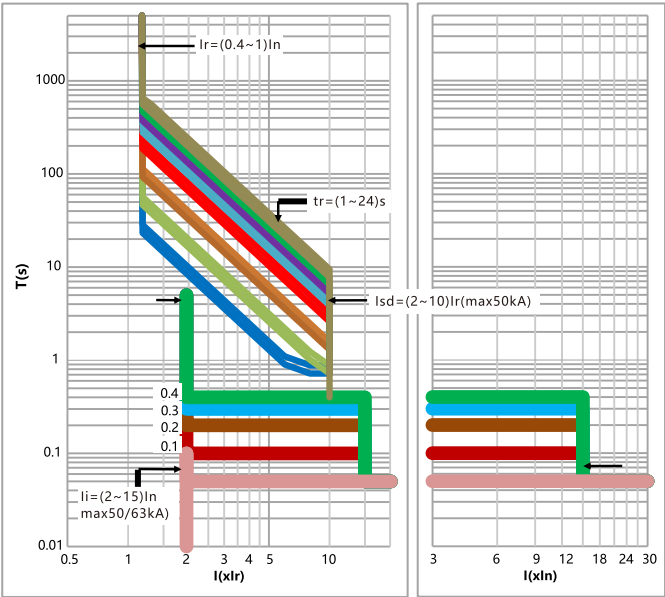 Ir=(0.4~1)In
1000
100
tr=(1~24)s
T(s)
10
Isd=(2~10)Ir(max50kA)
1
0.4
0.3
0.2
0.1
0.1
Ii=(2~15)In
max50/63kA)
0.01
0.5 1 2 3 4 5 10
I(xIr)
3 6 9 12 18 24 30
I(xIn)